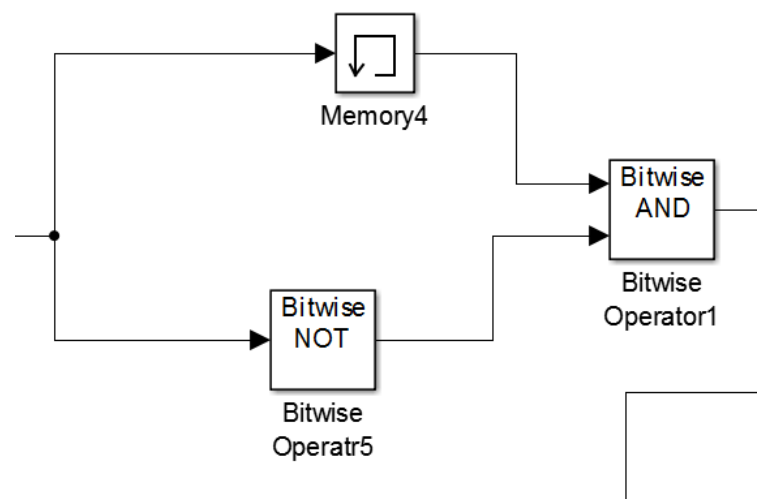 Memory4
Bitwise
AND
Bitwise
Operator1
Bitwise
NOT
Bitwise
Operatr5